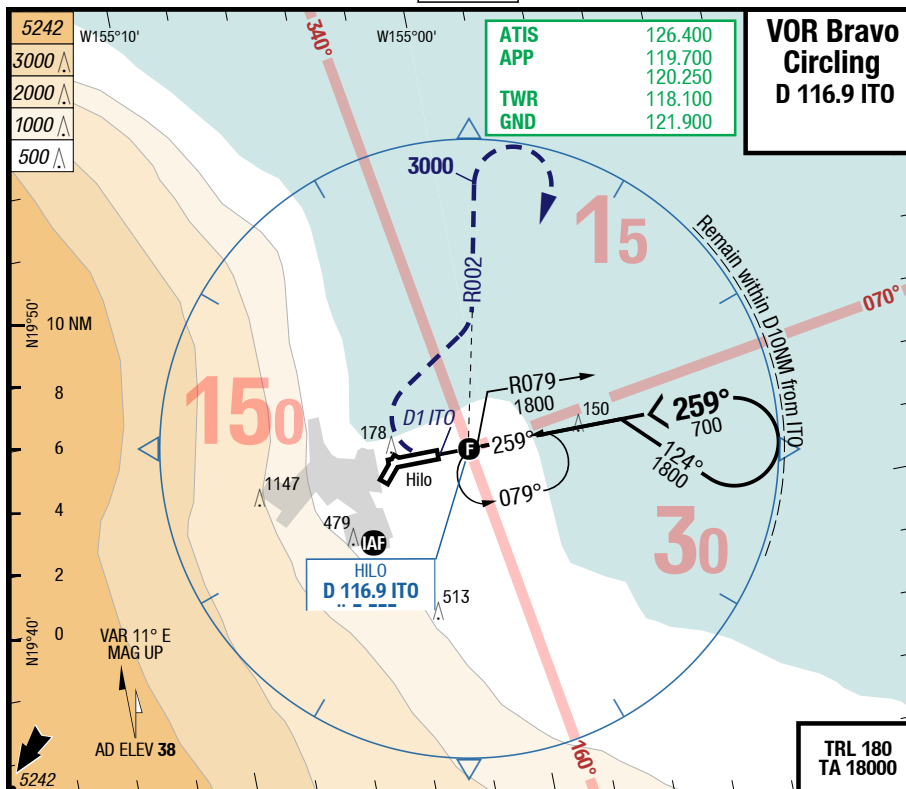 5242
3000
2000
1000
500
W155°10'
W155°00'
340°
ATIS 126.400
APP 119.700
120.250
TWR 118.100
GND 121.900
VOR Bravo
Circling
D 116.9 ITO
3000
15
R002
Remain within D10NM from ITO
070°
N19°50'
10 NM
8
6
4
2
0
N19°40'
150
D1 ITO
178
Hilo
F
R079
1800
259°
079°
150
259°
700
124°
1800
30
1147
479
IAF
HILO
D 116.9 ITO
513
VAR 11° E
MAG UP
AD ELEV 38
5242
160°
TRL 180
TA 18000